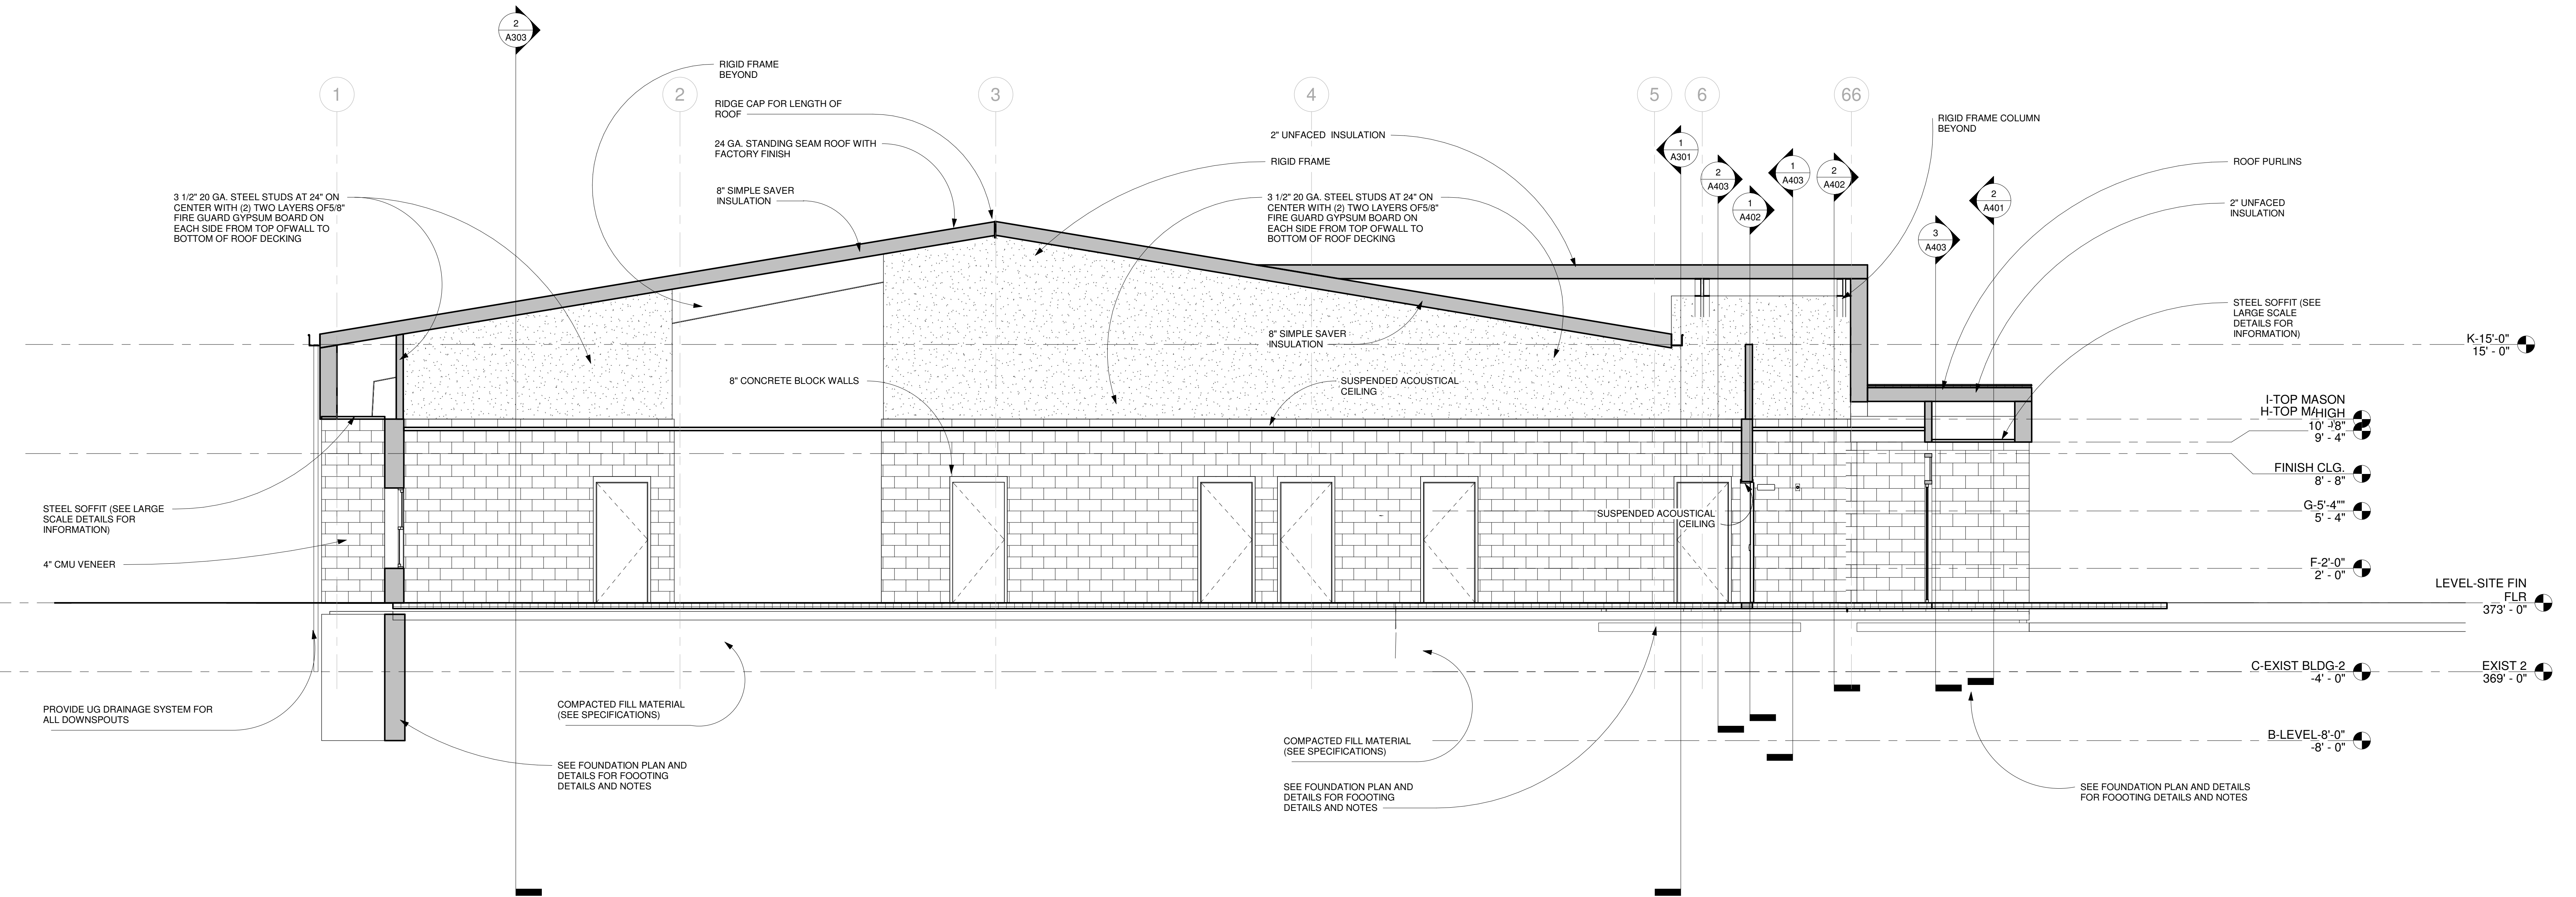 2
A303
1
2
3
4
5
6
66
RIGID FRAME
BEYOND
RIDGE CAP FOR LENGTH OF
ROOF
24 GA. STANDING SEAM ROOF WITH
FACTORY FINISH
8" SIMPLE SAVER
INSULATION
3 1/2" 20 GA. STEEL STUDS AT 24" ON
CENTER WITH (2) TWO LAYERS OF5/8"
FIRE GUARD GYPSUM BOARD ON
EACH SIDE FROM TOP OFWALL TO
BOTTOM OF ROOF DECKING
2" UNFACED  INSULATION
RIGID FRAME
3 1/2" 20 GA. STEEL STUDS AT 24" ON
CENTER WITH (2) TWO LAYERS OF5/8"
FIRE GUARD GYPSUM BOARD ON
EACH SIDE FROM TOP OFWALL TO
BOTTOM OF ROOF DECKING
1
A301
2
A403
1
A402
1
A403
2
A402
3
A403
2
A401
RIGID FRAME COLUMN
BEYOND
ROOF PURLINS
2" UNFACED
INSULATION
STEEL SOFFIT (SEE
LARGE SCALE
DETAILS FOR
INFORMATION)
8" SIMPLE SAVER
INSULATION
8" CONCRETE BLOCK WALLS
SUSPENDED ACOUSTICAL
CEILING
SUSPENDED ACOUSTICAL
CEILING
STEEL SOFFIT (SEE LARGE
SCALE DETAILS FOR
INFORMATION)
4" CMU VENEER
K-15'-0"
15' - 0"
I-TOP MASON
H-TOP MA
HIGH
10' - 8"
9' - 4"
FINISH CLG.
8' - 8"
G-5'-4""
5' - 4"
F-2'-0"
2' - 0"
LEVEL-SITE FIN
FLR
373' - 0"
C-EXIST BLDG-2
-4' - 0"
EXIST 2
369' - 0"
B-LEVEL-8'-0"
-8' - 0"
PROVIDE UG DRAINAGE SYSTEM FOR
ALL DOWNSPOUTS
COMPACTED FILL MATERIAL
(SEE SPECIFICATIONS)
SEE FOUNDATION PLAN AND
DETAILS FOR FOOOTING
DETAILS AND NOTES
COMPACTED FILL MATERIAL
(SEE SPECIFICATIONS)
SEE FOUNDATION PLAN AND
DETAILS FOR FOOOTING
DETAILS AND NOTES
SEE FOUNDATION PLAN AND DETAILS
FOR FOOOTING DETAILS AND NOTES